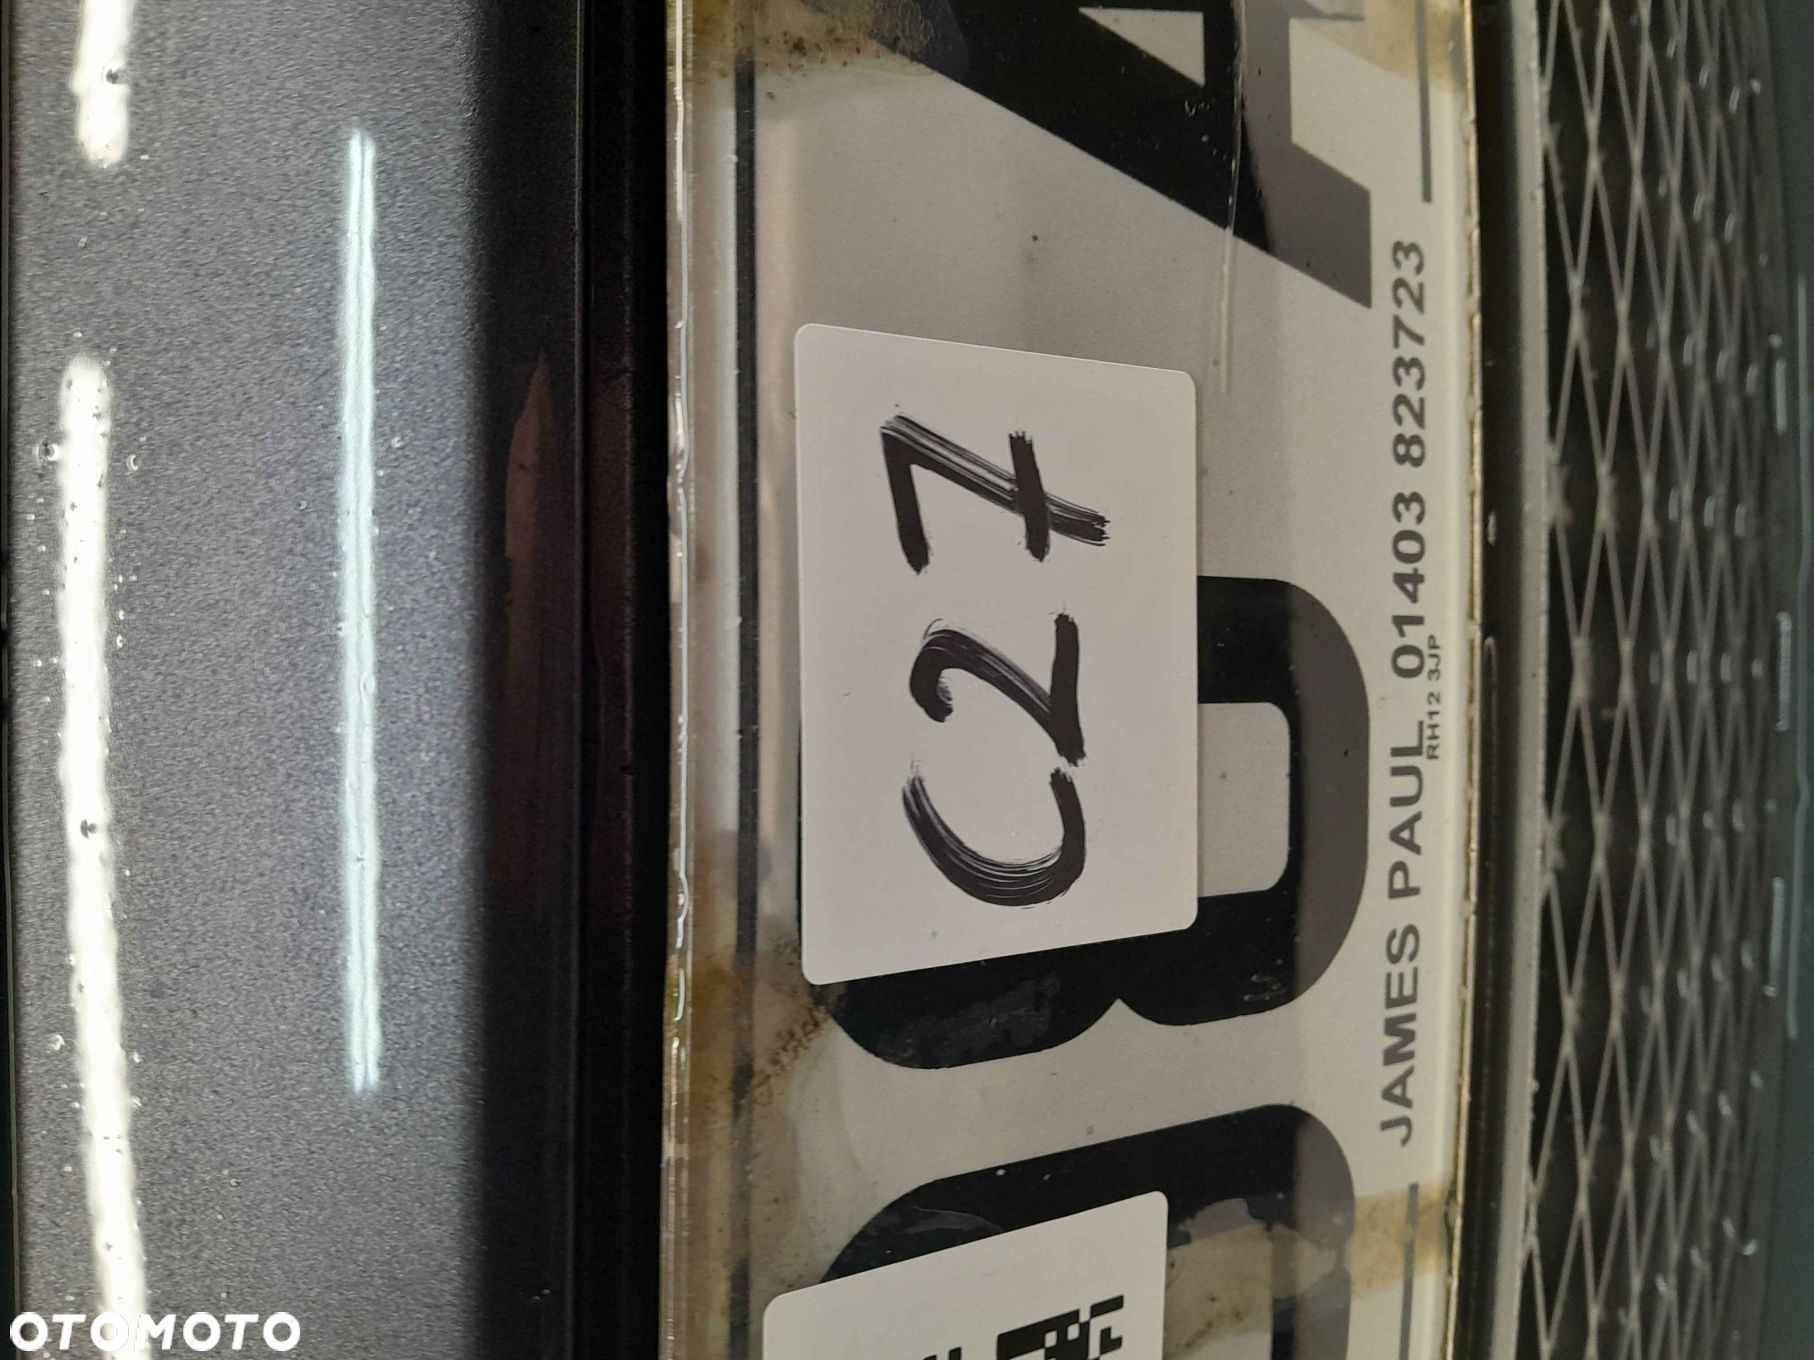 C27
JAMES PAUL 01403 823723
RH12 3JP
OTOMOTO